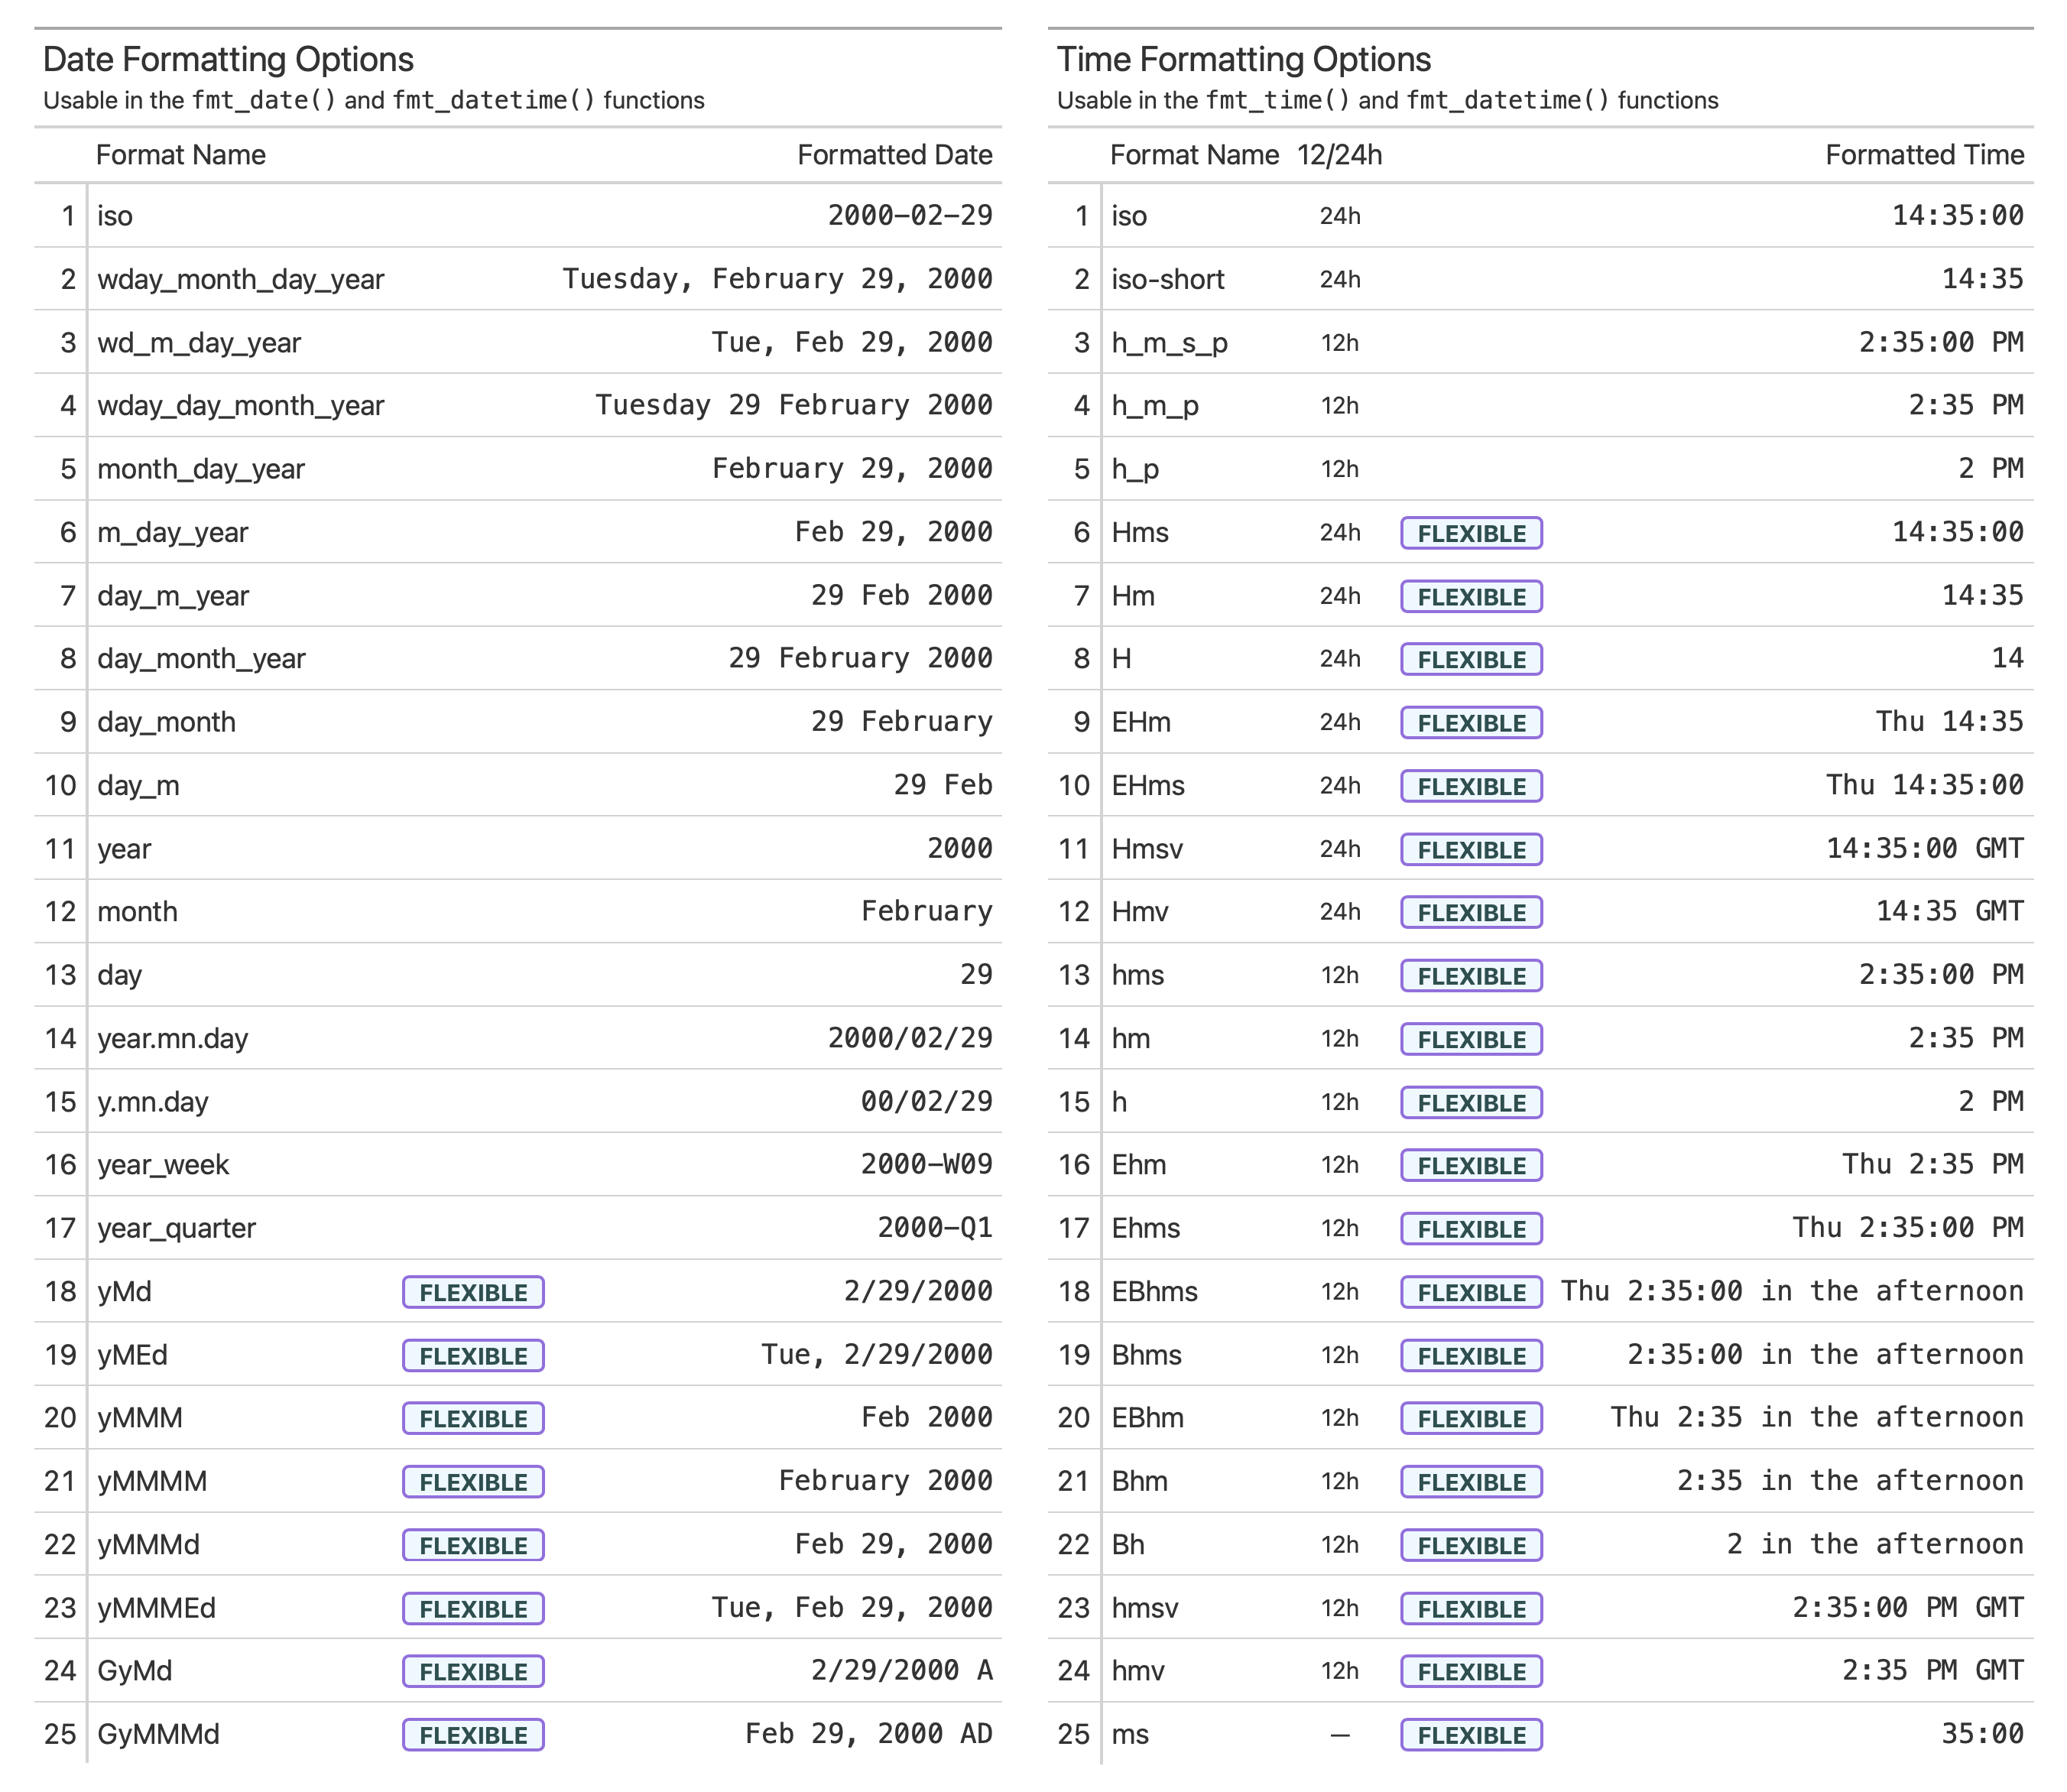 Date Formatting Options
Usable in the fmt_date() and fmt_datetime() functions
Format Name Formatted Date
1 iso 2000-02-29
2 wday_month_day_year Tuesday, February 29, 2000
3 wd_m_day_year Tue, Feb 29, 2000
4 wday_day_month_year Tuesday 29 February 2000
5 month_day_year February 29, 2000
6 m_day_year Feb 29, 2000
7 day_m_year 29 Feb 2000
8 day_month_year 29 February 2000
9 day_month 29 February
10 day_m 29 Feb
11 year 2000
12 month February
13 day 29
14 year.mn.day 2000/02/29
15 y.mn.day 00/02/29
16 year_week 2000-W09
17 year_quarter 2000-Q1
18 yMd FLEXIBLE 2/29/2000
19 yMEd FLEXIBLE Tue, 2/29/2000
20 yMMM FLEXIBLE Feb 2000
21 yMMMM FLEXIBLE February 2000
22 yMMMd FLEXIBLE Feb 29, 2000
23 yMMMEd FLEXIBLE Tue, Feb 29, 2000
24 GyMd FLEXIBLE 2/29/2000 A
25 GyMMMd FLEXIBLE Feb 29, 2000 AD
Time Formatting Options
Usable in the fmt_time() and fmt_datetime() functions
Format Name 12/24h Formatted Time
1 iso 24h 14:35:00
2 iso-short 24h 14:35
3 h_m_s_p 12h 2:35:00 PM
4 h_m_p 12h 2:35 PM
5 h_p 12h 2 PM
6 Hms 24h FLEXIBLE 14:35:00
7 Hm 24h FLEXIBLE 14:35
8 H 24h FLEXIBLE 14
9 EHm 24h FLEXIBLE Thu 14:35
10 EHms 24h FLEXIBLE Thu 14:35:00
11 Hmsv 24h FLEXIBLE 14:35:00 GMT
12 Hmv 24h FLEXIBLE 14:35 GMT
13 hms 12h FLEXIBLE 2:35:00 PM
14 hm 12h FLEXIBLE 2:35 PM
15 h 12h FLEXIBLE 2 PM
16 Ehm 12h FLEXIBLE Thu 2:35 PM
17 Ehms 12h FLEXIBLE Thu 2:35:00 PM
18 EBhms 12h FLEXIBLE Thu 2:35:00 in the afternoon
19 Bhms 12h FLEXIBLE 2:35:00 in the afternoon
20 EBhm 12h FLEXIBLE Thu 2:35 in the afternoon
21 Bhm 12h FLEXIBLE 2:35 in the afternoon
22 Bh 12h FLEXIBLE 2 in the afternoon
23 hmsv 12h FLEXIBLE 2:35:00 PM GMT
24 hmv 12h FLEXIBLE 2:35 PM GMT
25 ms — FLEXIBLE 35:00